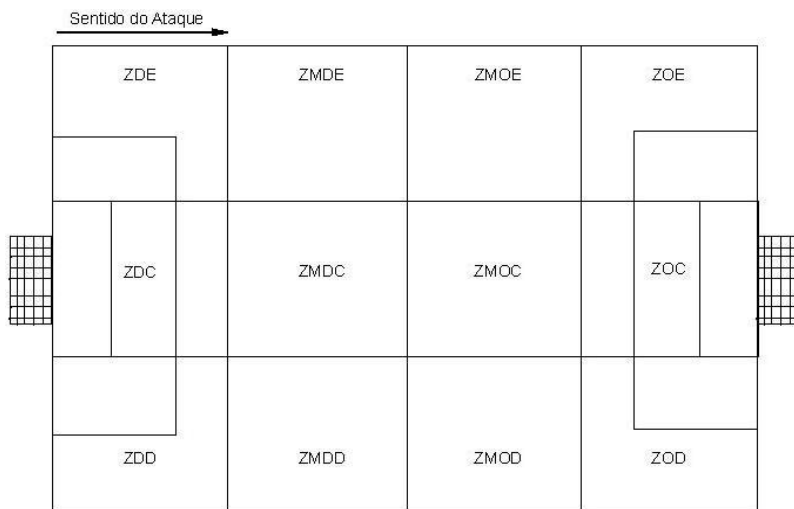 Sentido do Ataque
ZDE ZMDE ZMOE ZOE
ZDC ZMDC ZMOC ZOC
ZDD ZMDD ZMOD ZOD